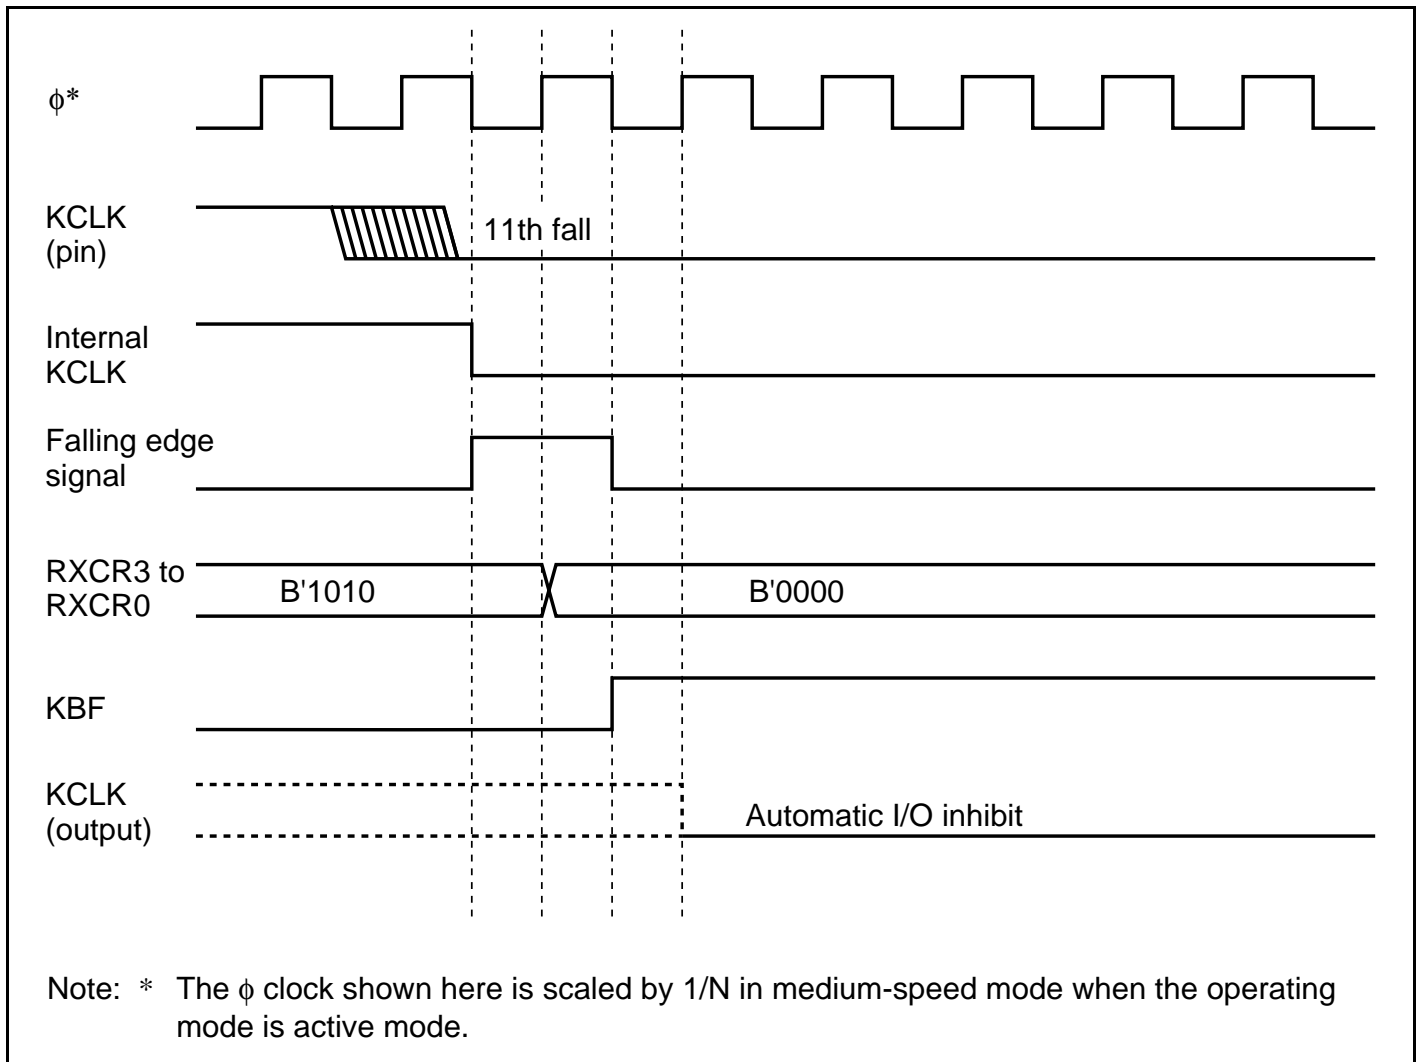 ϕ*
KCLK
(pin)
11th fall
Internal
KCLK
Falling edge
signal
RXCR3 to
RXCR0
B'1010
B'0000
KBF
KCLK
(output)
Automatic I/O inhibit
Note: * The ϕ clock shown here is scaled by 1/N in medium-speed mode when the operating
mode is active mode.